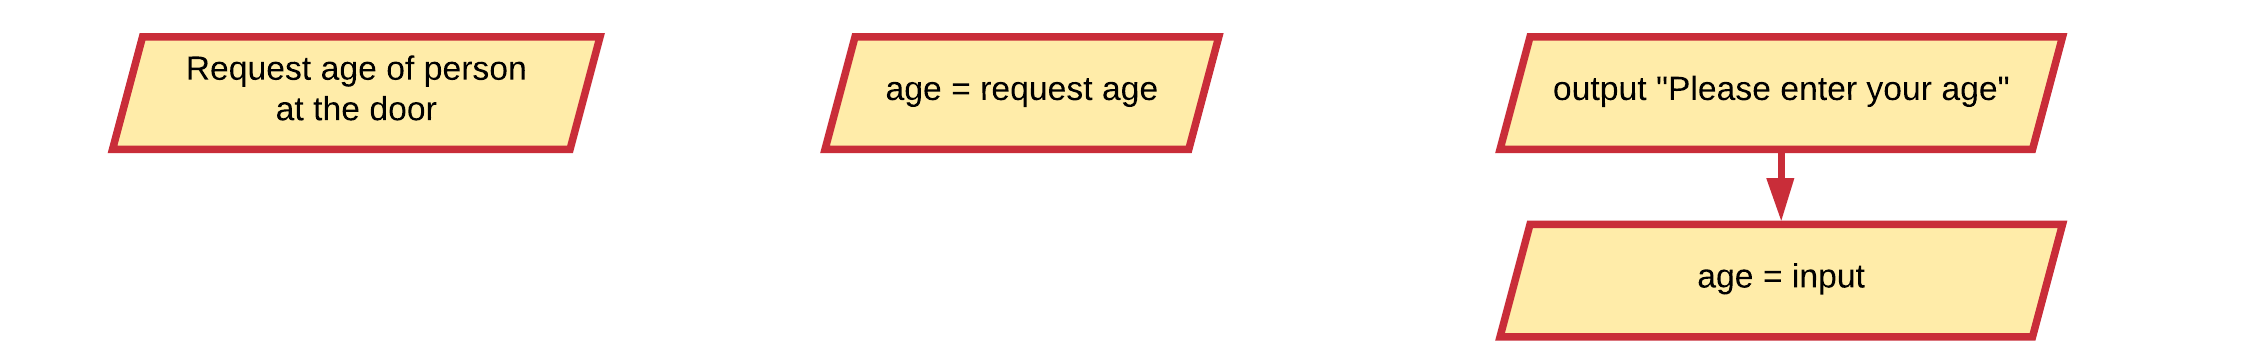 Request age of person
at the door
age = request age
output "Please enter your age"
age = input